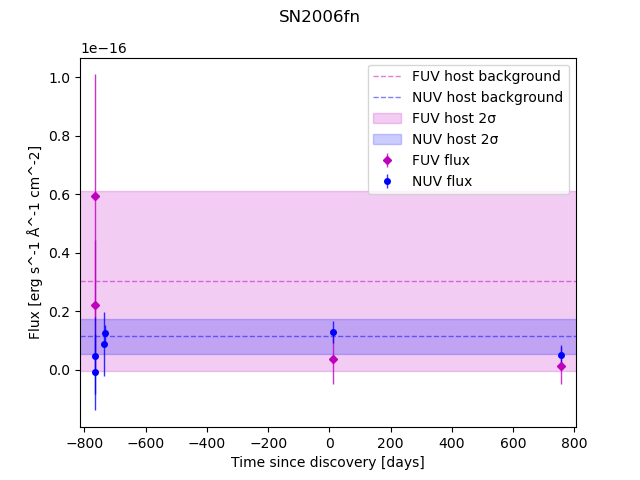 SN2006fn
1e−16
FUV host background
NUV host background
FUV host 2σ
NUV host 2σ
FUV flux
NUV flux
1.0
0.8
0.6
0.4
0.2
0.0
Flux [erg s^-1 Å^-1 cm^-2]
−800 −600 −400 −200 0 200 400 600 800
Time since discovery [days]